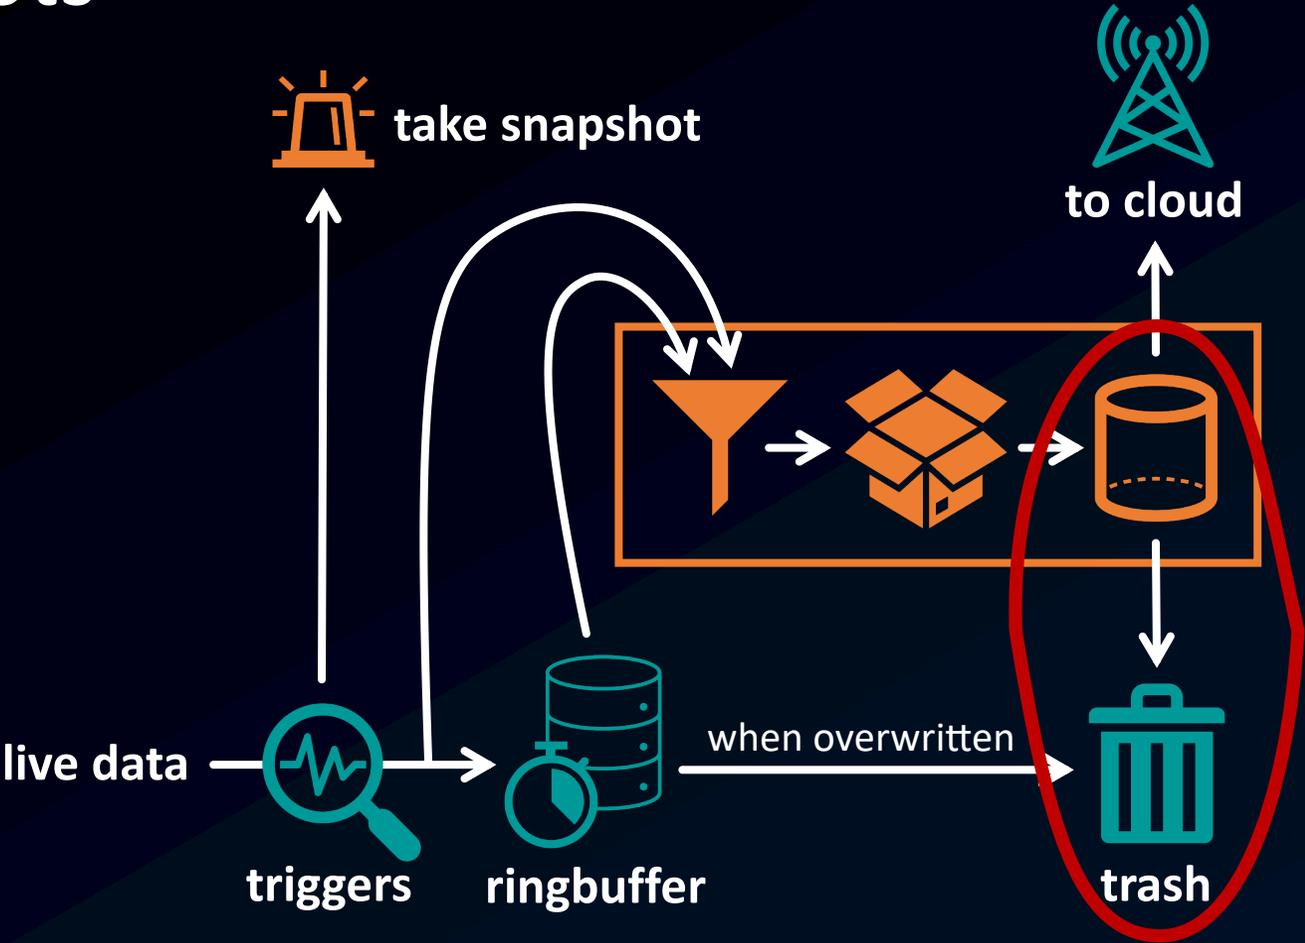 take snapshot
to cloud
live data
when overwritten
triggers
ringbuffer
trash